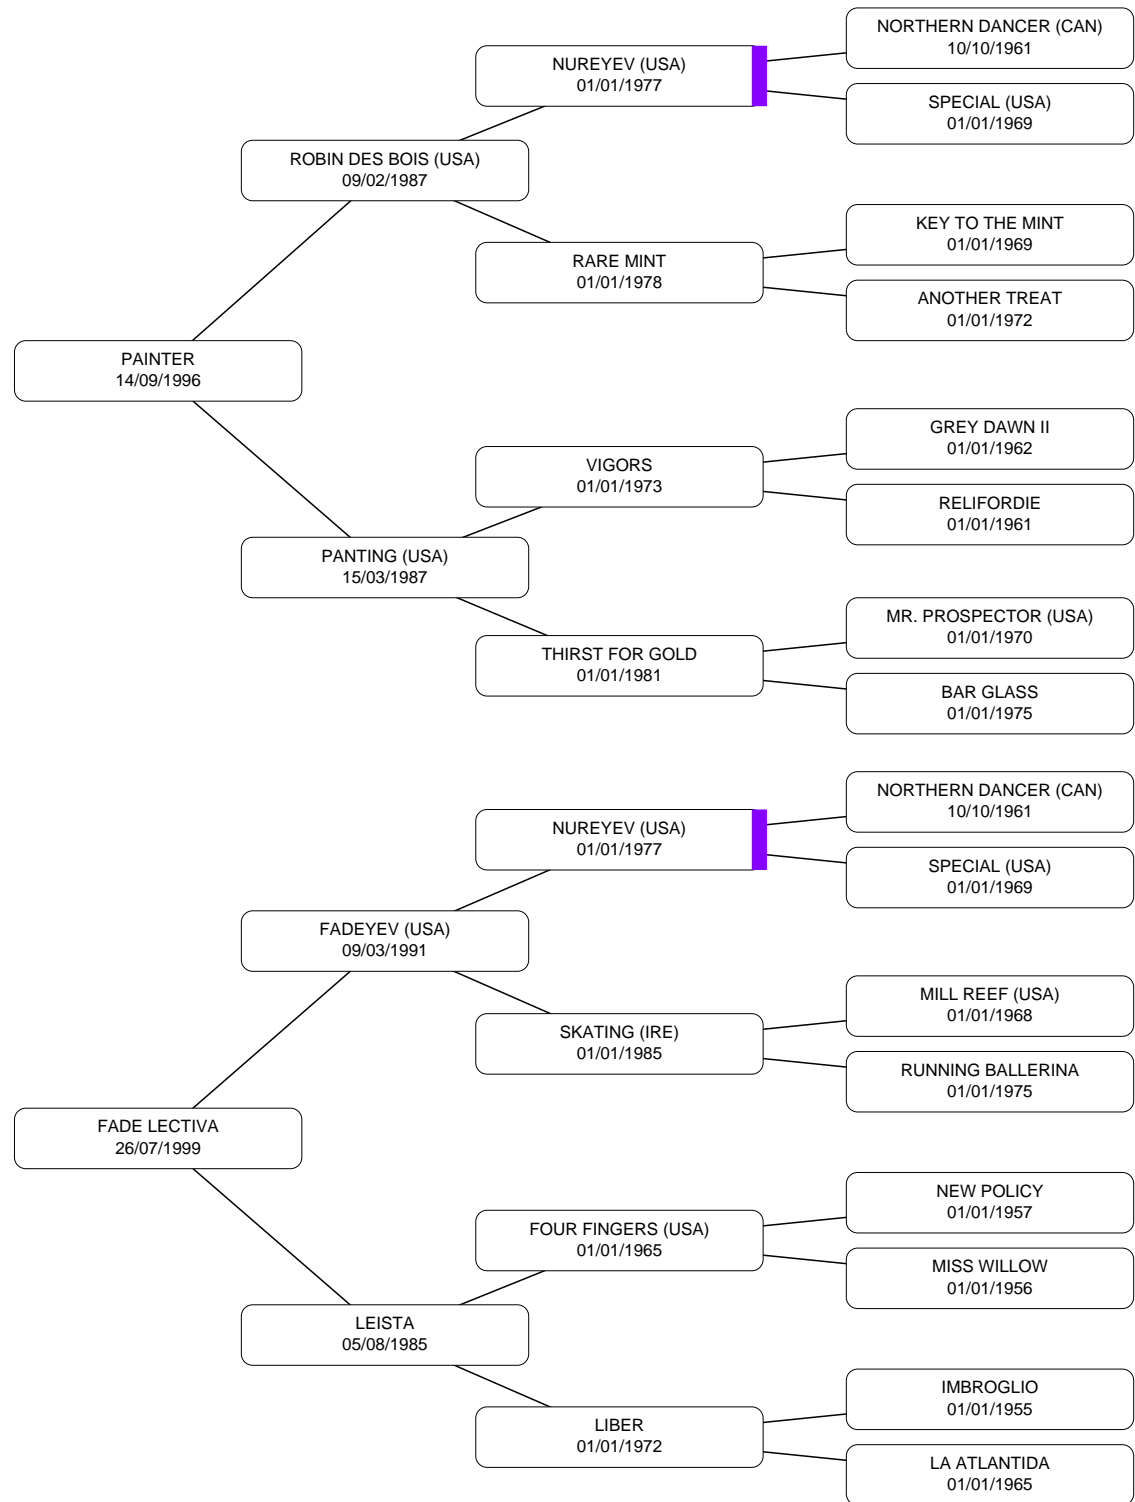 NORTHERN DANCER (CAN)
10/10/1961
NUREYEV (USA)
01/01/1977
SPECIAL (USA)
01/01/1969
ROBIN DES BOIS (USA)
09/02/1987
KEY TO THE MINT
01/01/1969
RARE MINT
01/01/1978
ANOTHER TREAT
01/01/1972
PAINTER
14/09/1996
GREY DAWN II
01/01/1962
VIGORS
01/01/1973
RELIFORDIE
01/01/1961
PANTING (USA)
15/03/1987
MR. PROSPECTOR (USA)
01/01/1970
THIRST FOR GOLD
01/01/1981
BAR GLASS
01/01/1975
NORTHERN DANCER (CAN)
10/10/1961
NUREYEV (USA)
01/01/1977
SPECIAL (USA)
01/01/1969
FADEYEV (USA)
09/03/1991
MILL REEF (USA)
01/01/1968
SKATING (IRE)
01/01/1985
RUNNING BALLERINA
01/01/1975
FADE LECTIVA
26/07/1999
NEW POLICY
01/01/1957
FOUR FINGERS (USA)
01/01/1965
MISS WILLOW
01/01/1956
LEISTA
05/08/1985
IMBROGLIO
01/01/1955
LIBER
01/01/1972
LA ATLANTIDA
01/01/1965